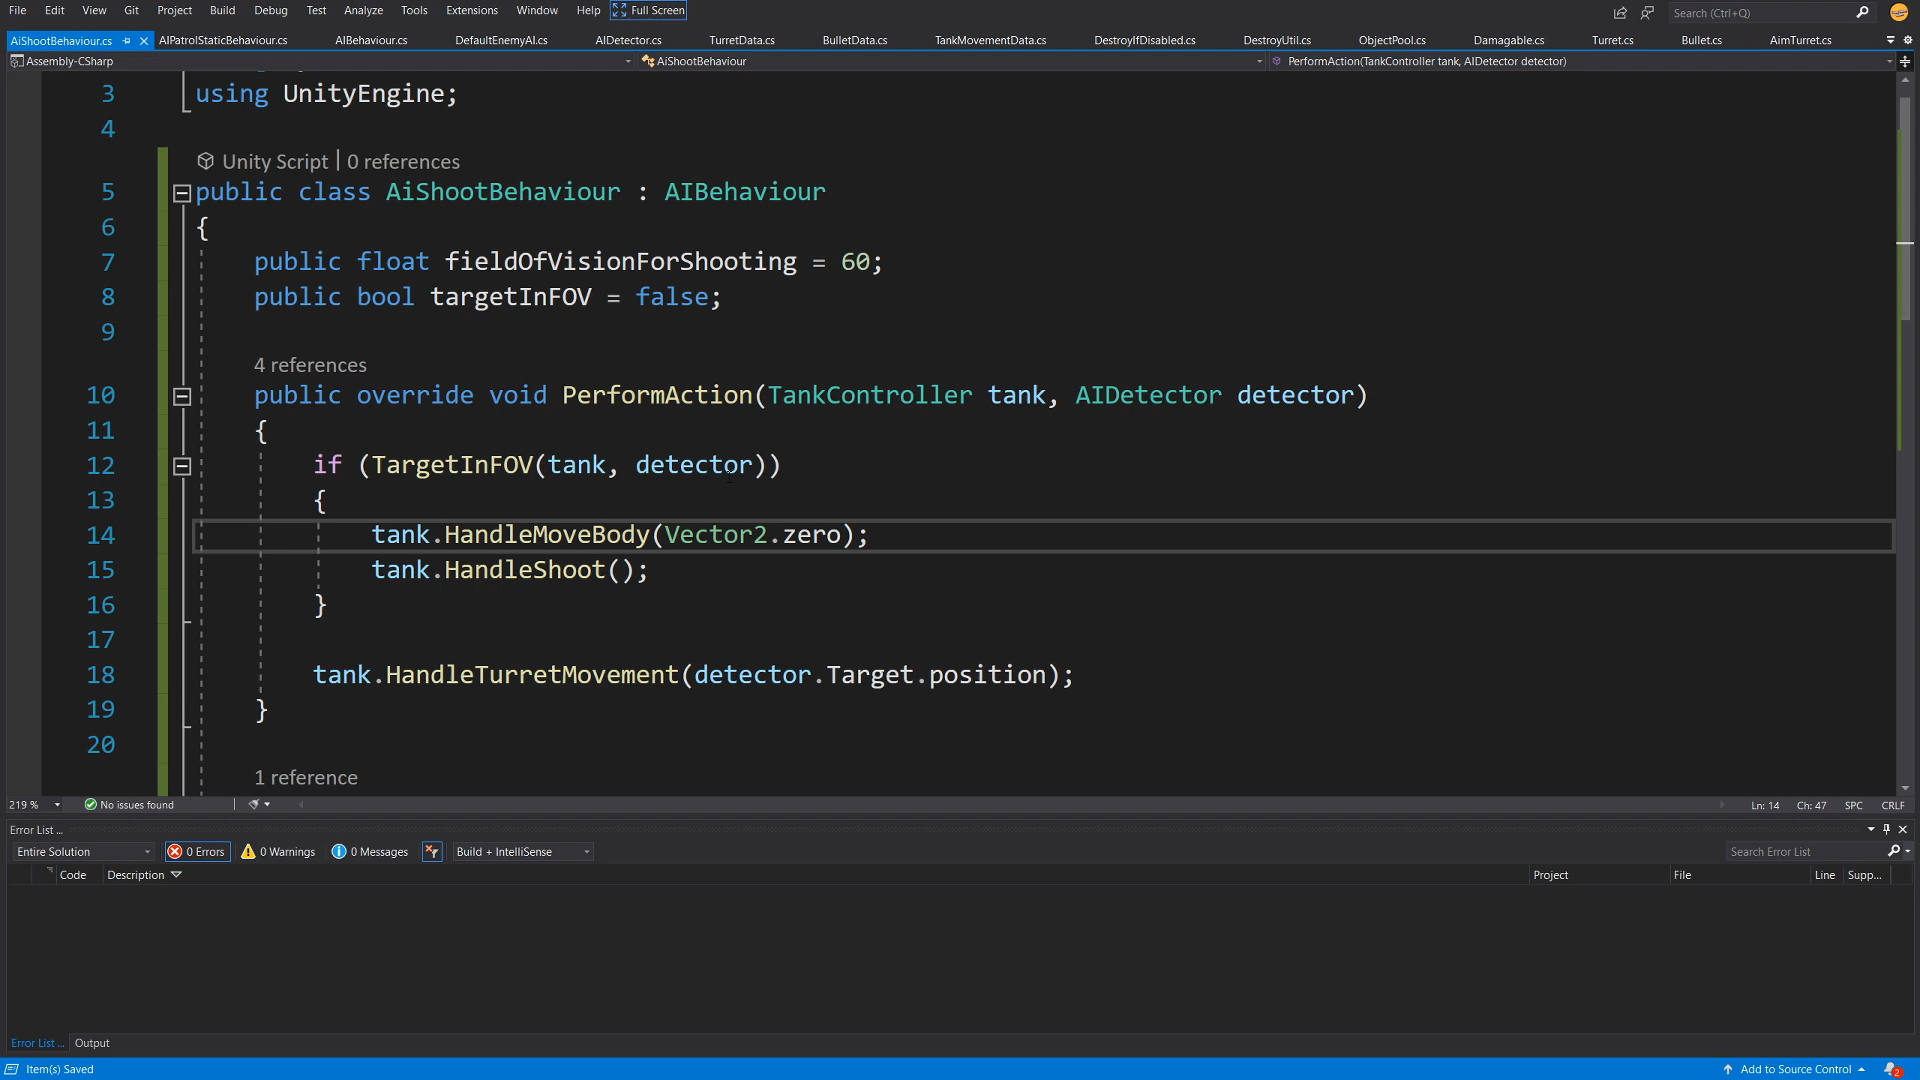 File Edit View Git Project Build Debug Test Analyze Tools Extensions Window Help Full Screen Search (Ctrl+Q)
AiShootBehaviour.cs AIPatrolStaticBehaviour.cs AIBehaviour.cs DefaultEnemyAI.cs AIDetector.cs TurretData.cs BulletData.cs TankMovementData.cs DestroyIfDisabled.cs DestroyUtil.cs ObjectPool.cs Damagable.cs Turret.cs Bullet.cs AimTurret.cs
Assembly-CSharp AiShootBehaviour PerformAction(TankController tank, AIDetector detector)
3 using UnityEngine;
4
Unity Script | 0 references
5 public class AiShootBehaviour : AIBehaviour
6 {
7 public float fieldOfVisionForShooting = 60;
8 public bool targetInFOV = false;
9
4 references
10 public override void PerformAction(TankController tank, AIDetector detector)
11 {
12 if (TargetInFOV(tank, detector))
13 {
14 tank.HandleMoveBody(Vector2.zero);
15 tank.HandleShoot();
16 }
17
18 tank.HandleTurretMovement(detector.Target.position);
19 }
20
1 reference
219 % No issues found Ln: 14 Ch: 47 SPC CRLF
Error List ...
Entire Solution 0 Errors 0 Warnings 0 Messages Build + IntelliSense Search Error List
Code Description Project File Line Supp...
Error List ... Output
Item(s) Saved Add to Source Control 2